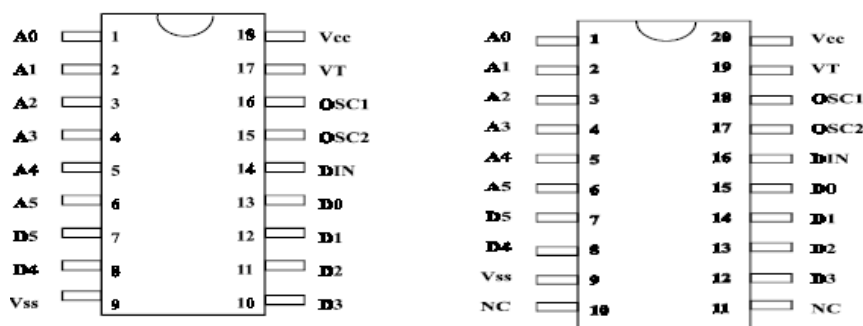 A0 1 18 Vcc
A1 2 17 VT
A2 3 16 OSC1
A3 4 15 OSC2
A4 5 14 DIN
A5 6 13 D0
D5 7 12 D1
D4 8 11 D2
Vss 9 10 D3
A0 1 20 Vcc
A1 2 19 VT
A2 3 18 OSC1
A3 4 17 OSC2
A4 5 16 DIN
A5 6 15 D0
D5 7 14 D1
D4 8 13 D2
Vss 9 12 D3
NC 10 11 NC